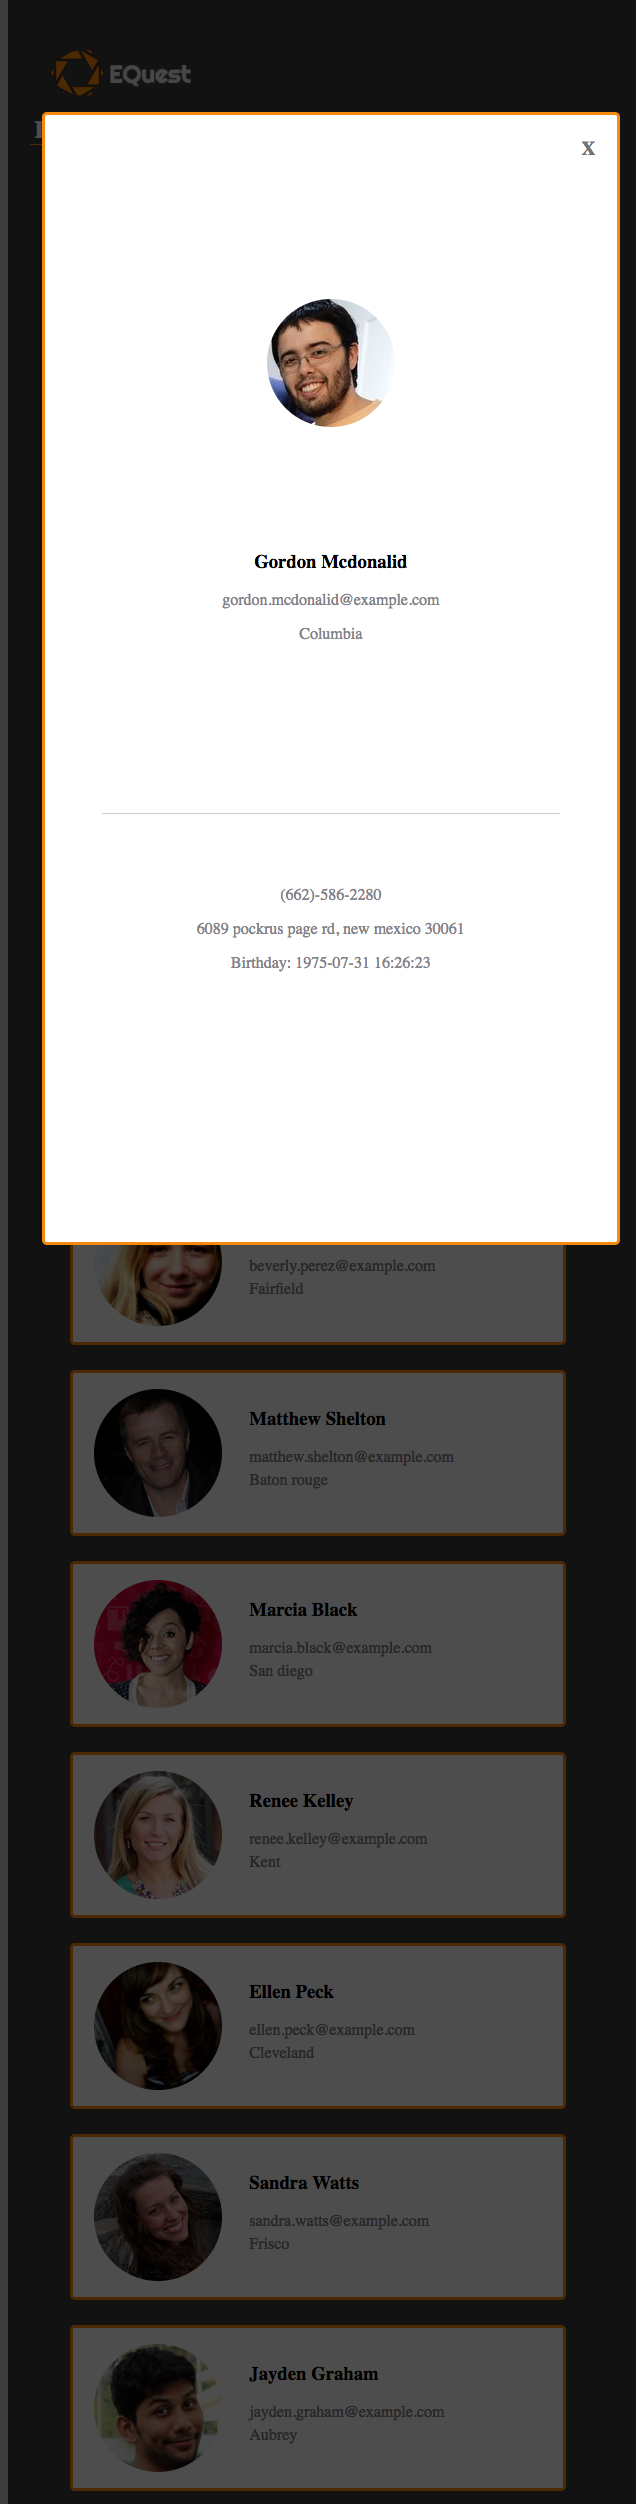 EQuest
x
Gordon Mcdonalid
gordon.mcdonalid@example.com
Columbia
(662)-586-2280
6089 pockrus page rd, new mexico 30061
Birthday: 1975-07-31 16:26:23
beverly.perez@example.com
Fairfield
Matthew Shelton
matthew.shelton@example.com
Baton rouge
Marcia Black
marcia.black@example.com
San diego
Renee Kelley
renee.kelley@example.com
Kent
Ellen Peck
ellen.peck@example.com
Cleveland
Sandra Watts
sandra.watts@example.com
Frisco
Jayden Graham
jayden.graham@example.com
Aubrey